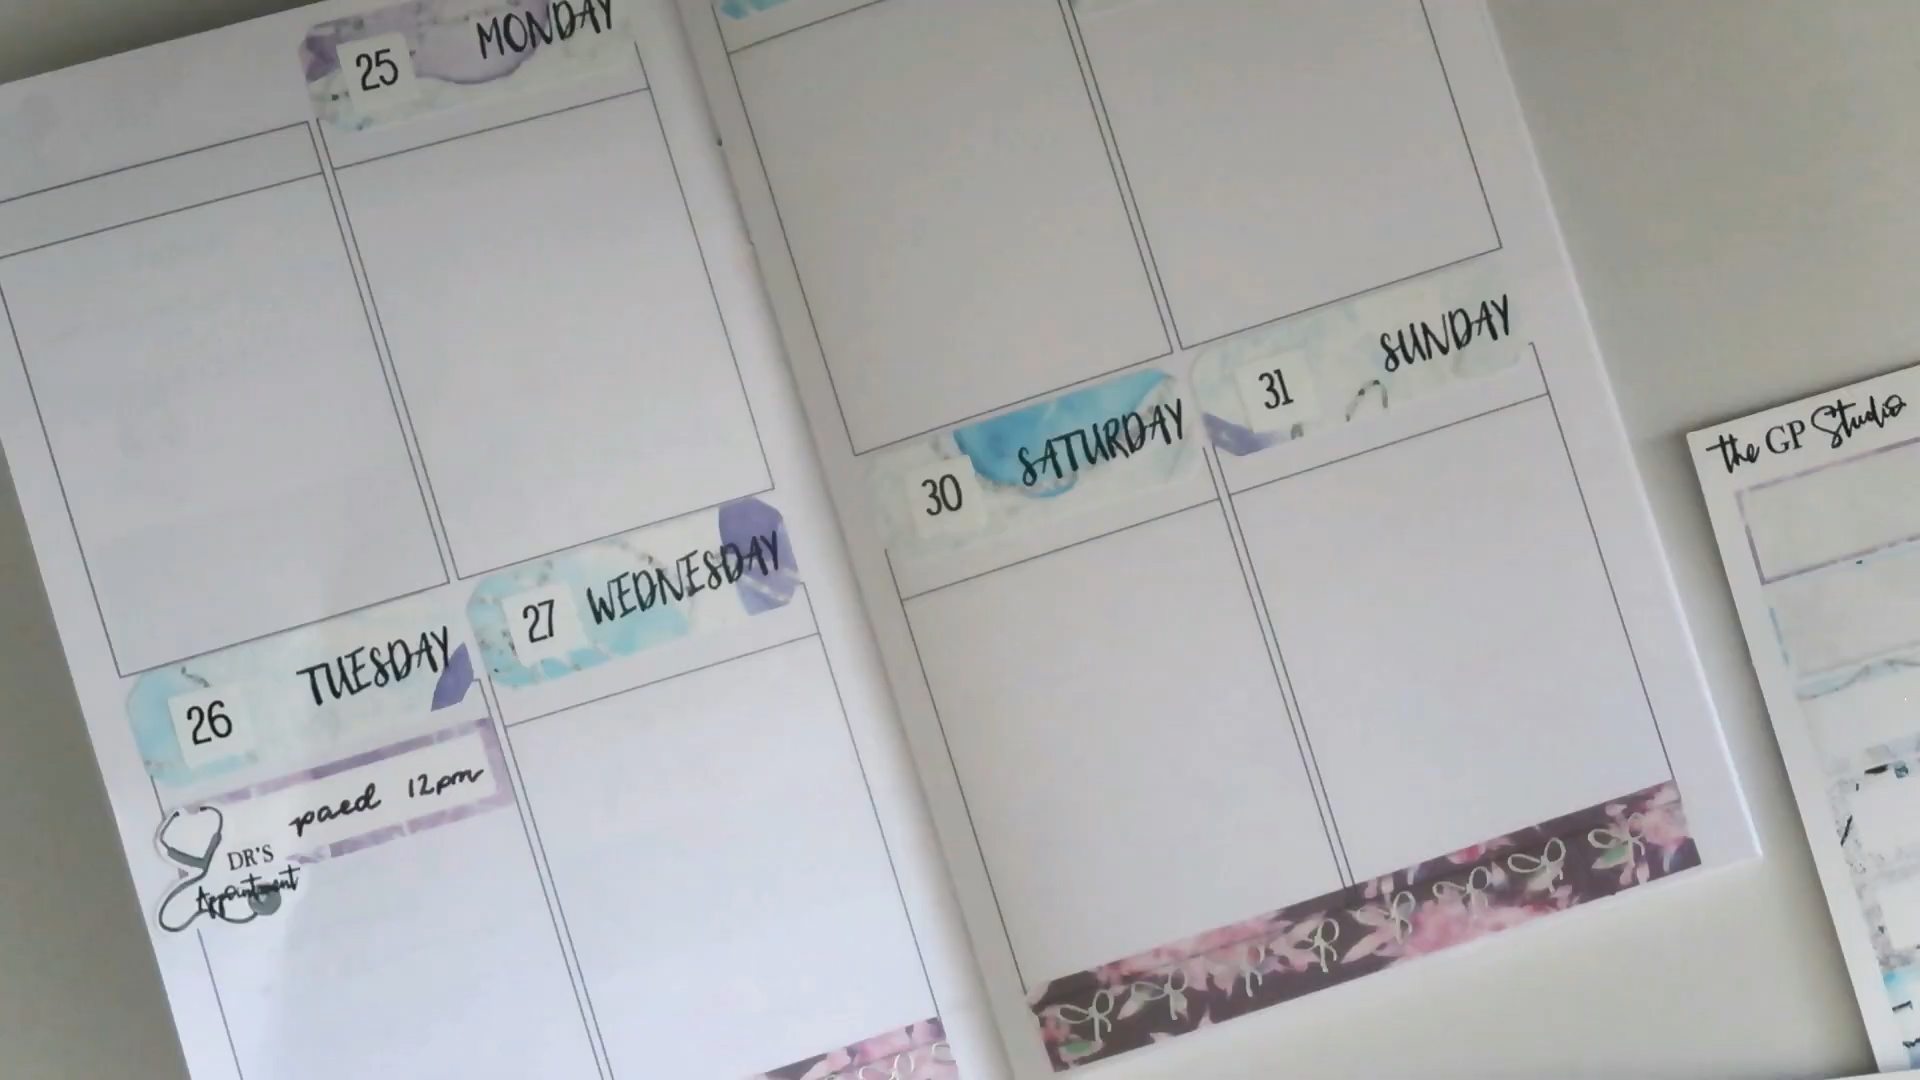 25 MONDAY
26 TUESDAY
paed 12pm
DR'S
Appointment
27 WEDNESDAY
30 SATURDAY
31 SUNDAY
the GP Studio